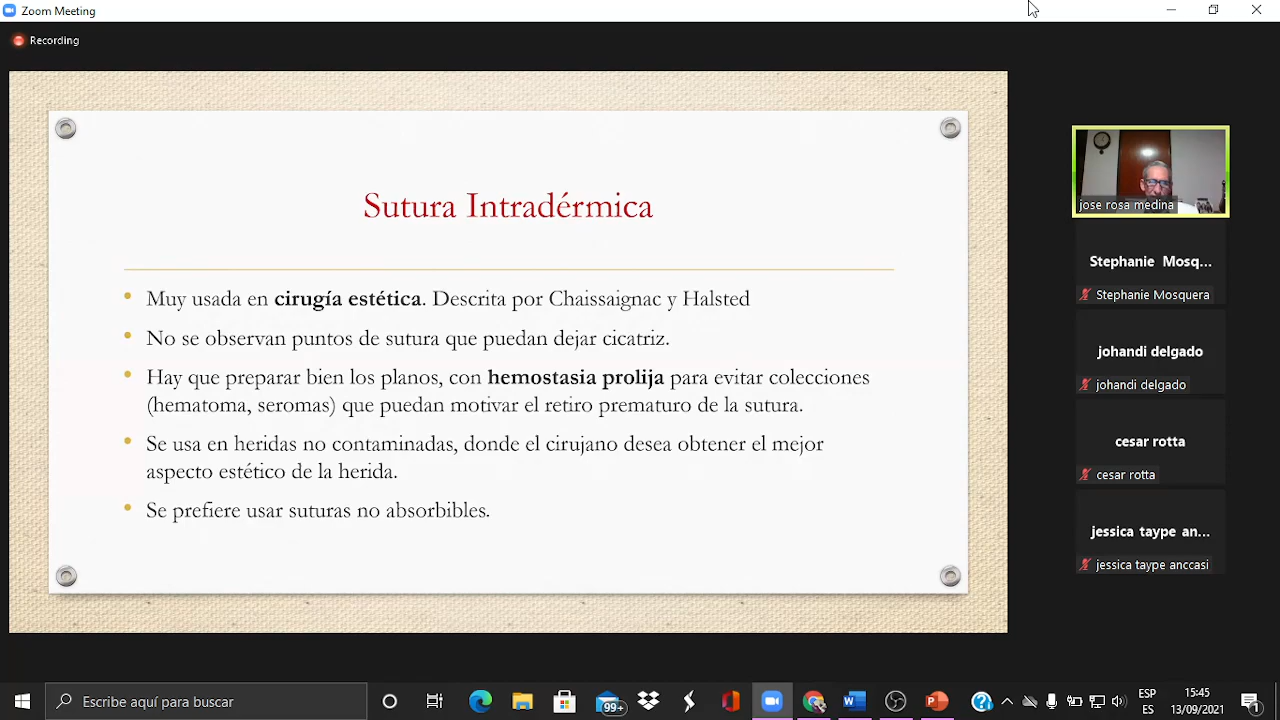 Zoom Meeting
Recording
Sutura Intradérmica
• Muy usada en cirugía estética. Descrita por Chaissaignac y Halsted
• No se observan puntos de sutura que puedan dejar cicatriz.
• Hay que preparar bien los planos, con hemostasia prolija para evitar colecciones
(hematoma, seromas) que puedan motivar el retiro prematuro de la sutura.
• Se usa en heridas no contaminadas, donde el cirujano desea obtener el mejor
aspecto estético de la herida.
• Se prefiere usar suturas no absorbibles.
jose rosa medina
Stephanie Mosq...
Stephanie Mosquera
johandi delgado
johandi delgado
cesar rotta
cesar rotta
jessica taype an...
jessica taype anccasi
Escribe aquí para buscar
99+
ESP
ES
15:45
13/09/2021
1